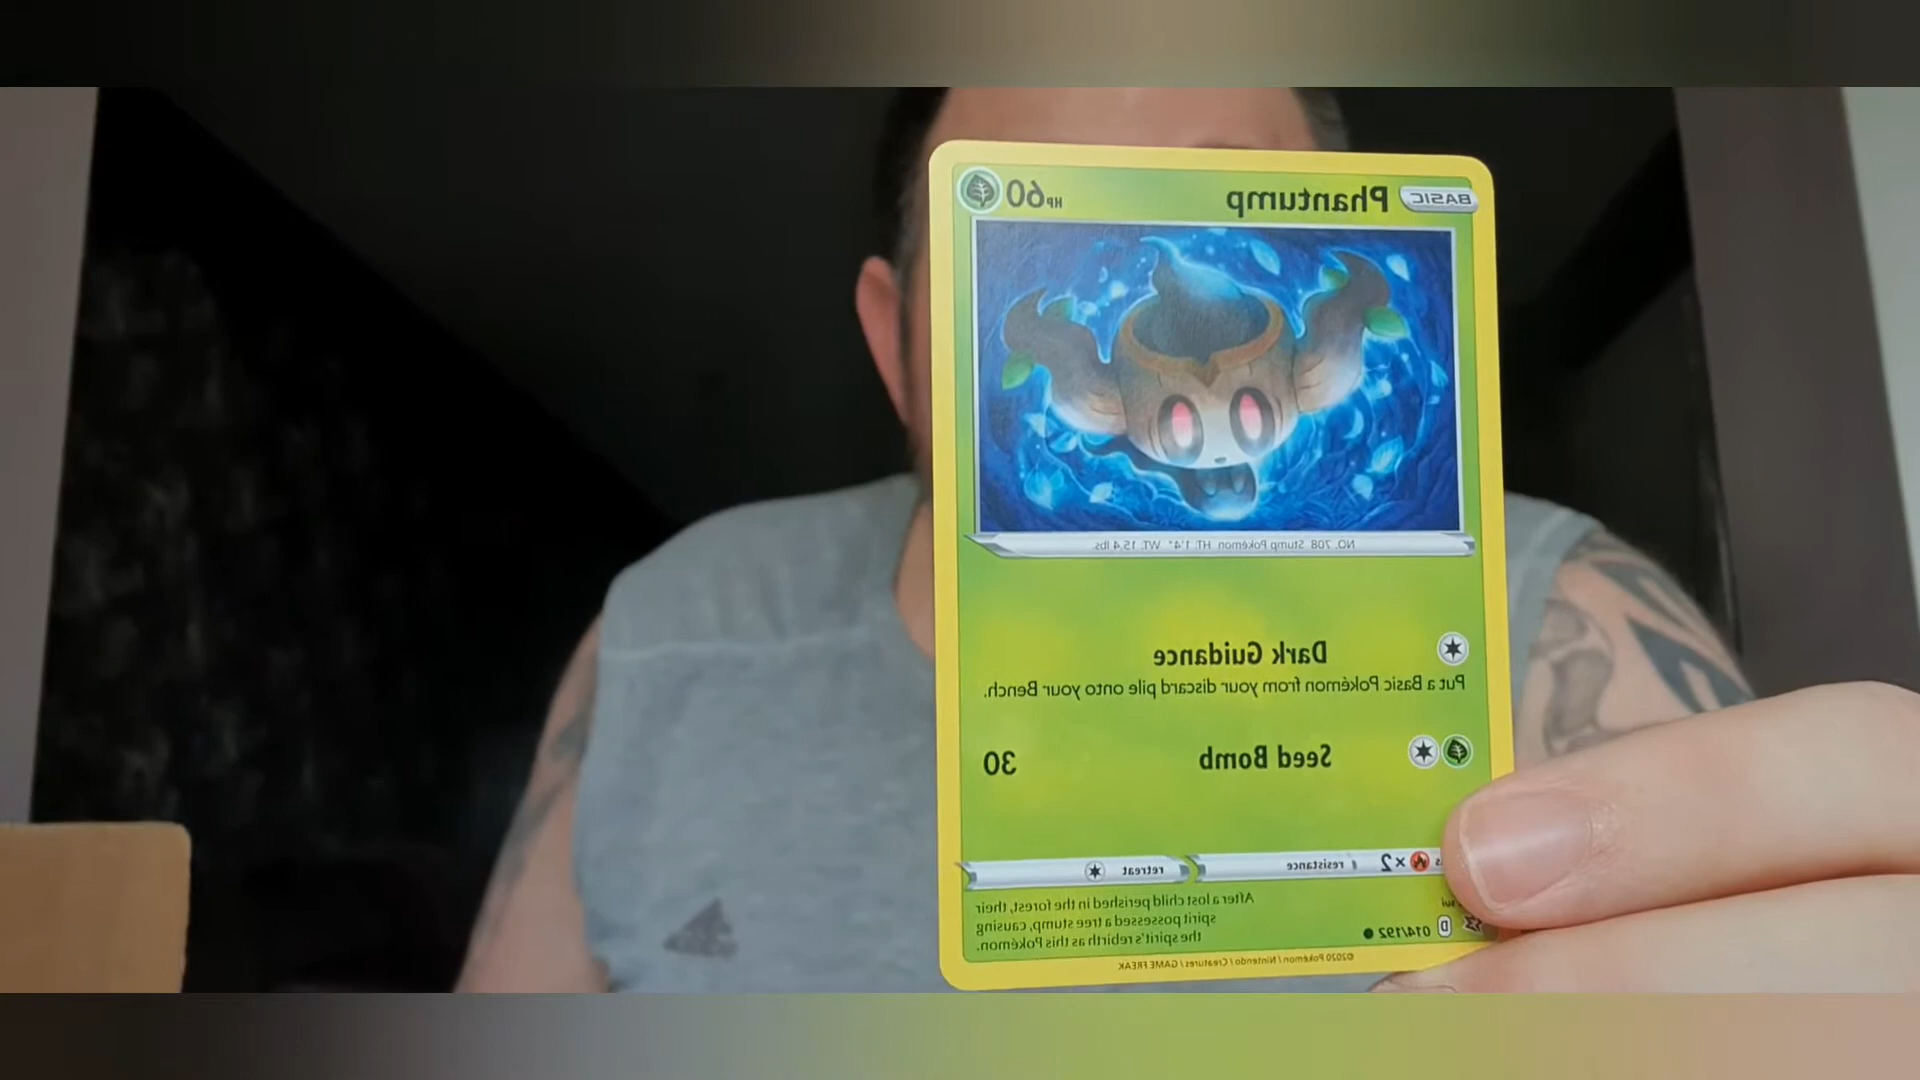 BASIC Phantump HP 60
NO. 708 Stump Pokémon HT: 1'4" WT: 15.4 lbs.
Dark Guidance
Put a Basic Pokémon from your discard pile onto your Bench.
Seed Bomb 30
×2 resistance retreat
After a lost child perished in the forest, their
spirit possessed a tree stump, causing
the spirit's rebirth as this Pokémon.
D 014/192
©2020 Pokémon / Nintendo / Creatures / GAME FREAK